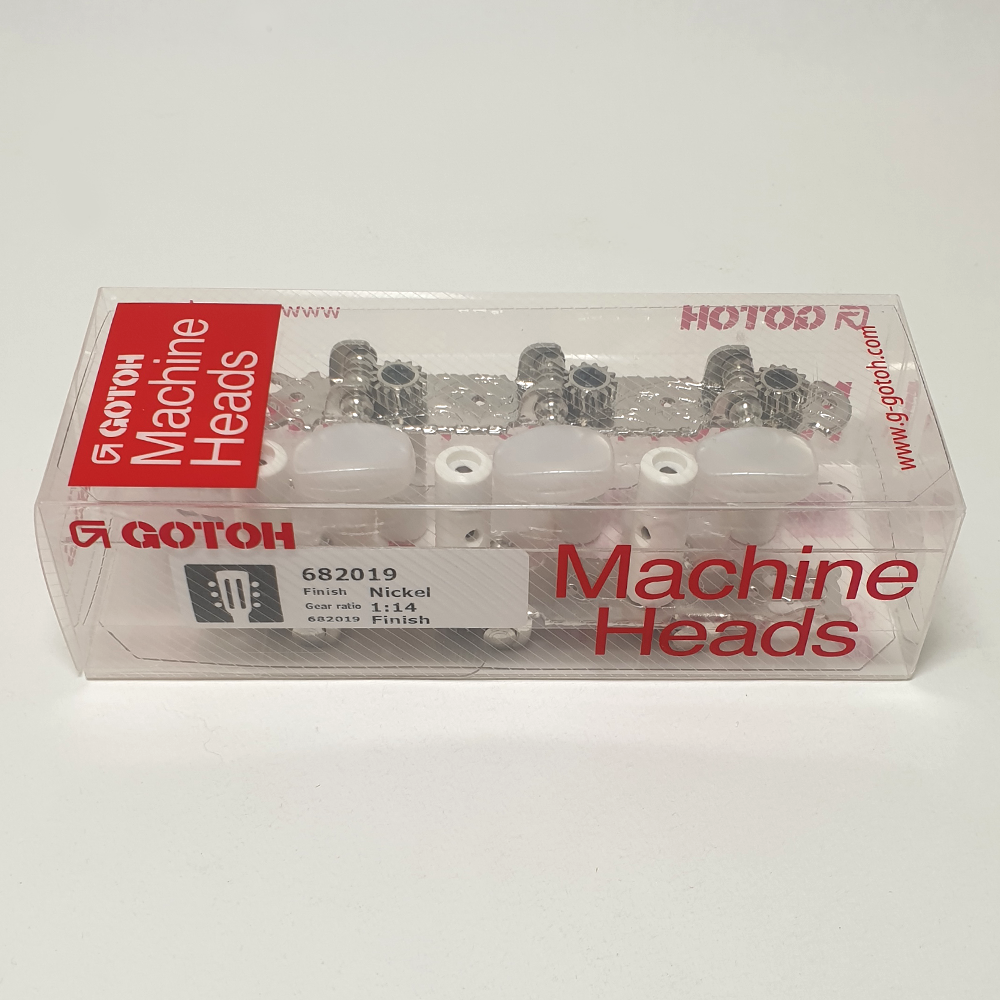 GOTOH
Machine
Heads
www
GOTOH
www.g-gotoh.com
GOTOH
682019
Finish Nickel
Gear ratio 1:14
682019 Finish
Machine
Heads